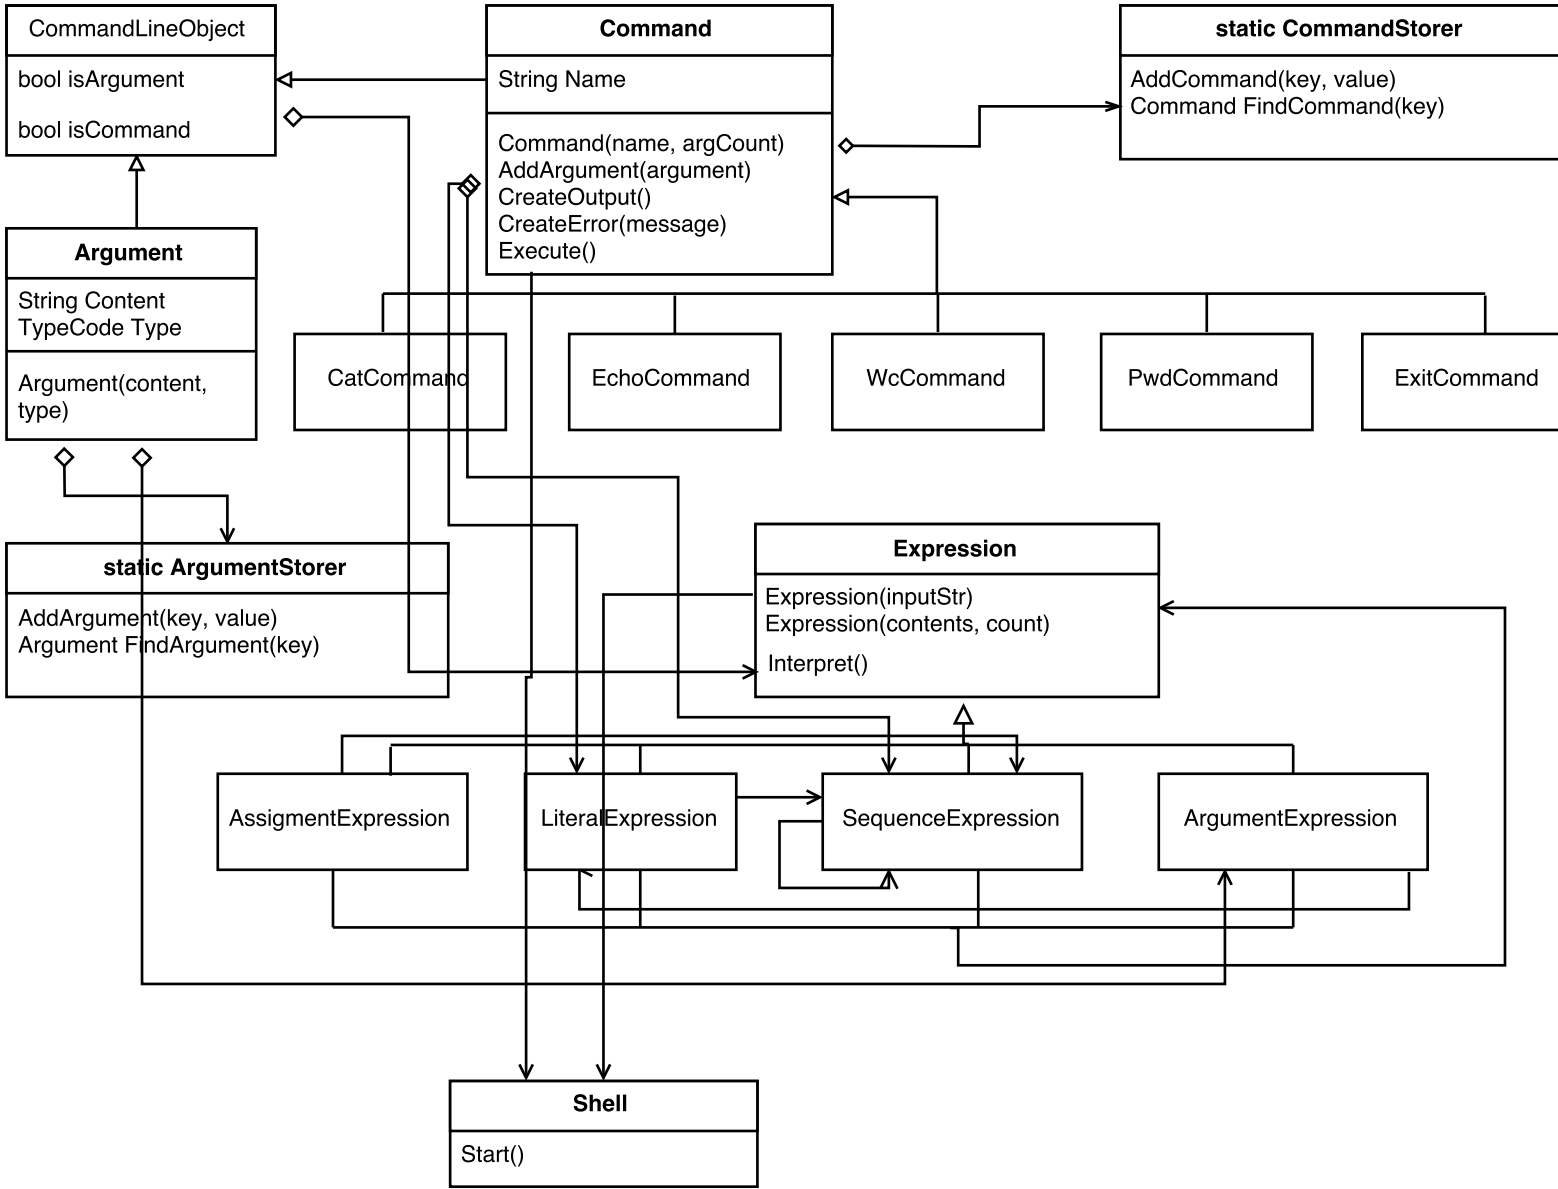 CommandLineObject
bool isArgument
bool isCommand
Command
String Name
Command(name, argCount)
AddArgument(argument)
CreateOutput()
CreateError(message)
Execute()
static CommandStorer
AddCommand(key, value)
Command FindCommand(key)
Argument
String Content
TypeCode Type
Argument(content,
type)
CatCommand
EchoCommand
WcCommand
PwdCommand
ExitCommand
static ArgumentStorer
AddArgument(key, value)
Argument FindArgument(key)
Expression
Expression(inputStr)
Expression(contents, count)
Interpret()
AssigmentExpression
LiteralExpression
SequenceExpression
ArgumentExpression
Shell
Start()